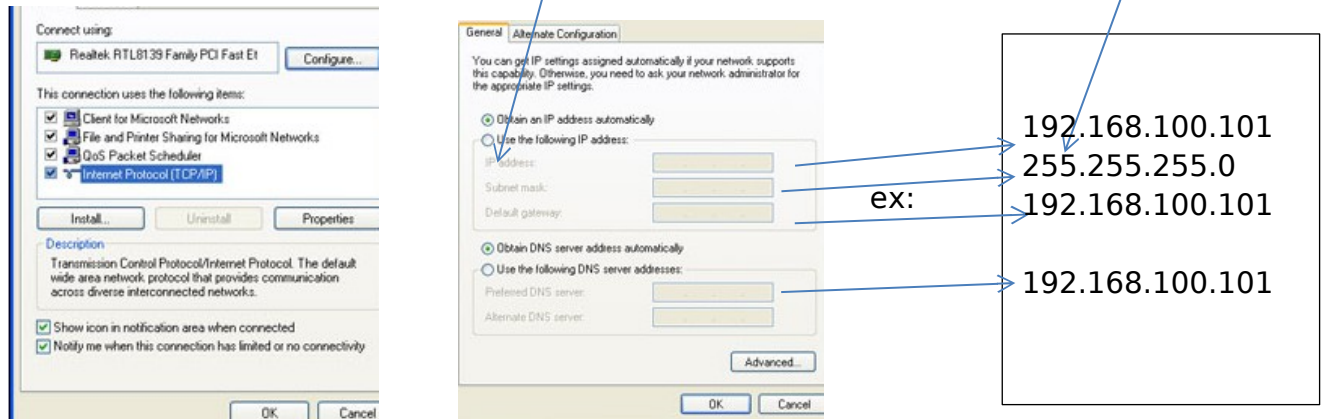 Connect using:
Realtek RTL8139 Family PCI Fast Et
Configure...
This connection uses the following items:
Client for Microsoft Networks
File and Printer Sharing for Microsoft Networks
QoS Packet Scheduler
Internet Protocol (TCP/IP)
Install...
Uninstall
Properties
Description
Transmission Control Protocol/Internet Protocol. The default
wide area network protocol that provides communication
across diverse interconnected networks.
Show icon in notification area when connected
Notify me when this connection has limited or no connectivity
OK
Cancel
General
Alternate Configuration
You can get IP settings assigned automatically if your network supports
this capability. Otherwise, you need to ask your network administrator for
the appropriate IP settings.
Obtain an IP address automatically
Use the following IP address:
IP address:
Subnet mask:
Default gateway:
Obtain DNS server address automatically
Use the following DNS server addresses:
Preferred DNS server:
Alternate DNS server:
Advanced...
OK
Cancel
ex:
192.168.100.101
255.255.255.0
192.168.100.101
192.168.100.101